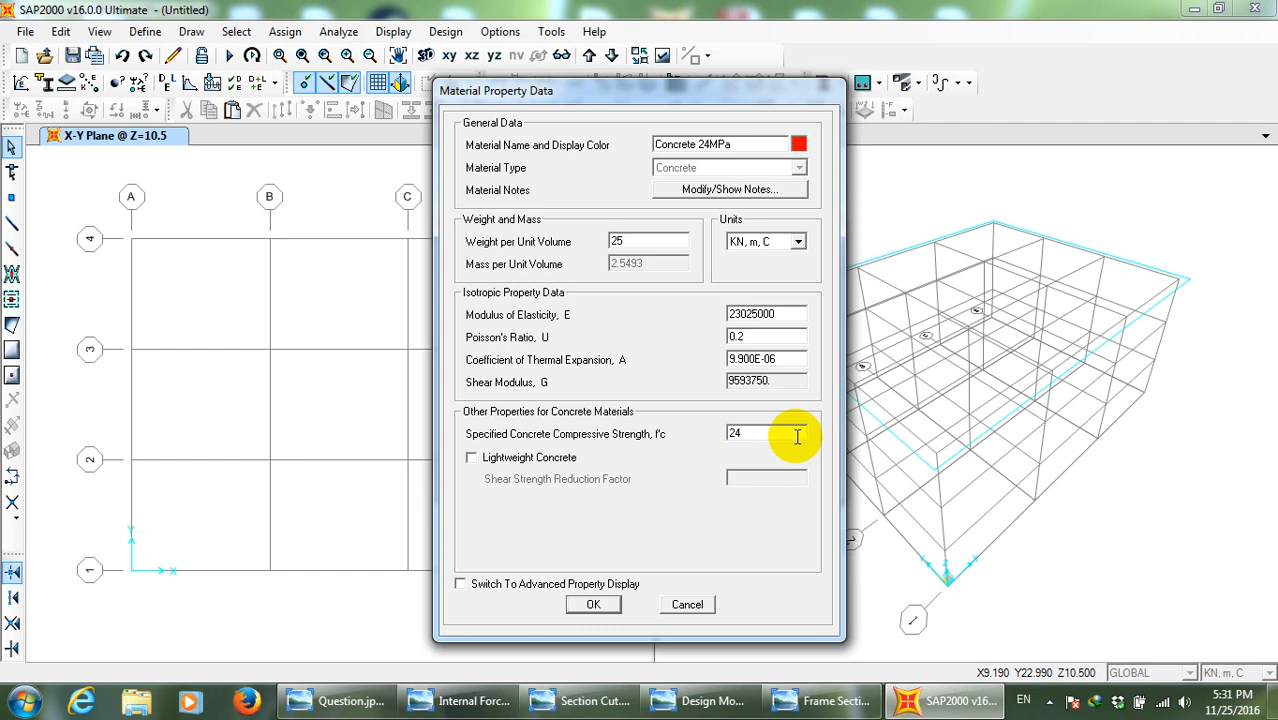 SAP2000 v16.0.0 Ultimate - (Untitled)
File Edit View Define Draw Select Assign Analyze Display Design Options Tools Help
3D xy xz yz nv
X-Y Plane @ Z=10.5
Material Property Data
General Data
Material Name and Display Color Concrete 24MPa
Material Type Concrete
Material Notes Modify/Show Notes...
Weight and Mass Units
Weight per Unit Volume 25 KN, m, C
Mass per Unit Volume 2.5493
Isotropic Property Data
Modulus of Elasticity, E 23025000
Poisson's Ratio, U 0.2
Coefficient of Thermal Expansion, A 9.900E-06
Shear Modulus, G 9593750.
Other Properties for Concrete Materials
Specified Concrete Compressive Strength, f'c 24
Lightweight Concrete
Shear Strength Reduction Factor
Switch To Advanced Property Display
OK Cancel
A B C
4
3
2
1
Y
X
X9.190 Y22.990 Z10.500 GLOBAL KN, m, C
Question.jp... Internal Forc... Section Cut... Design Mo... Frame Secti... SAP2000 v16... EN 5:31 PM
11/25/2016